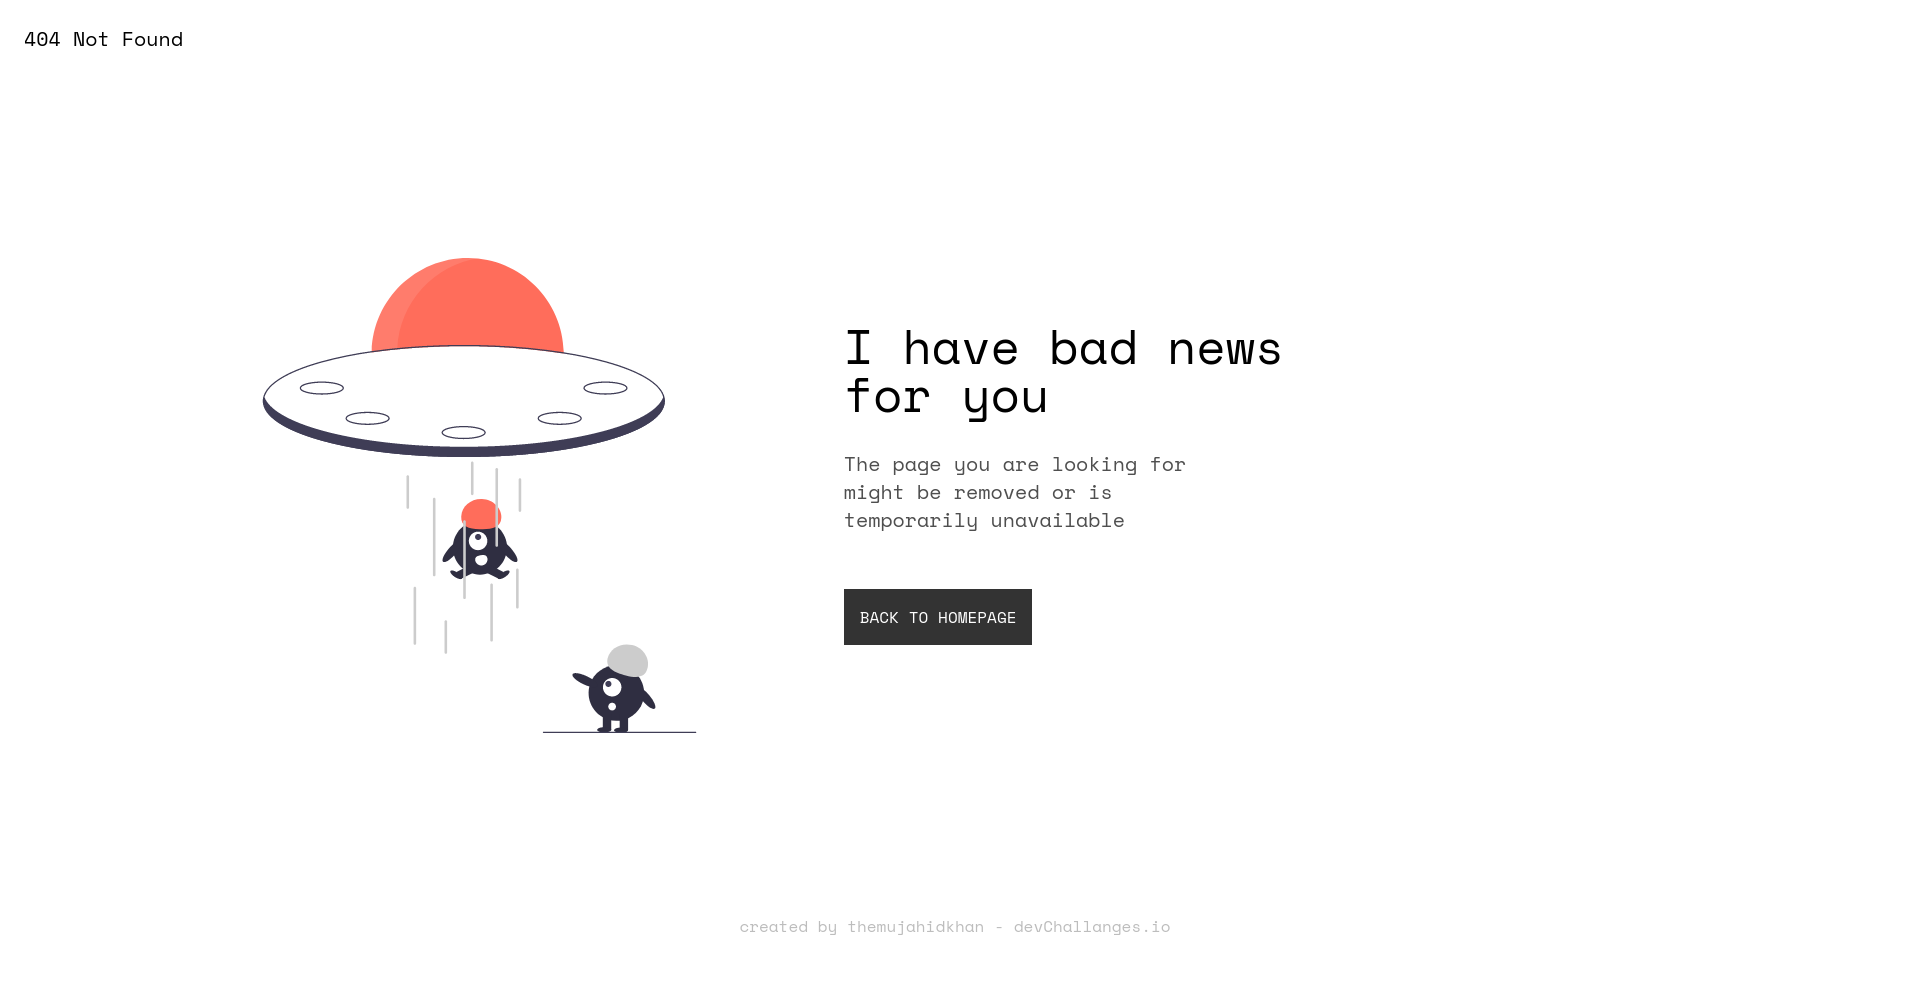 404 Not Found
I have bad news
for you
The page you are looking for
might be removed or is
temporarily unavailable
BACK TO HOMEPAGE
created by themujahidkhan - devChallanges.io